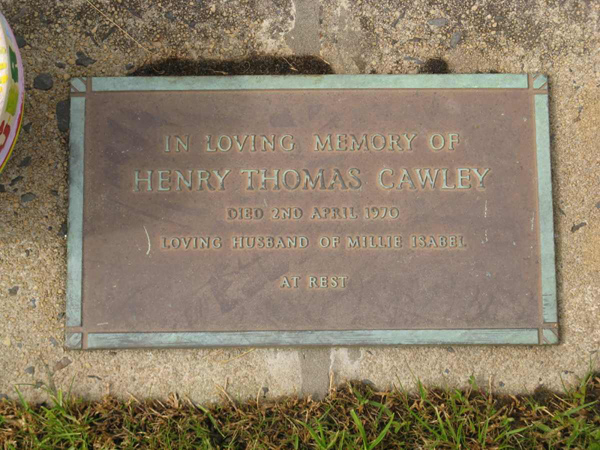 IN LOVING MEMORY OF
HENRY THOMAS CAWLEY
DIED 2ND APRIL 1970
LOVING HUSBAND OF MILLIE ISABEL
AT REST